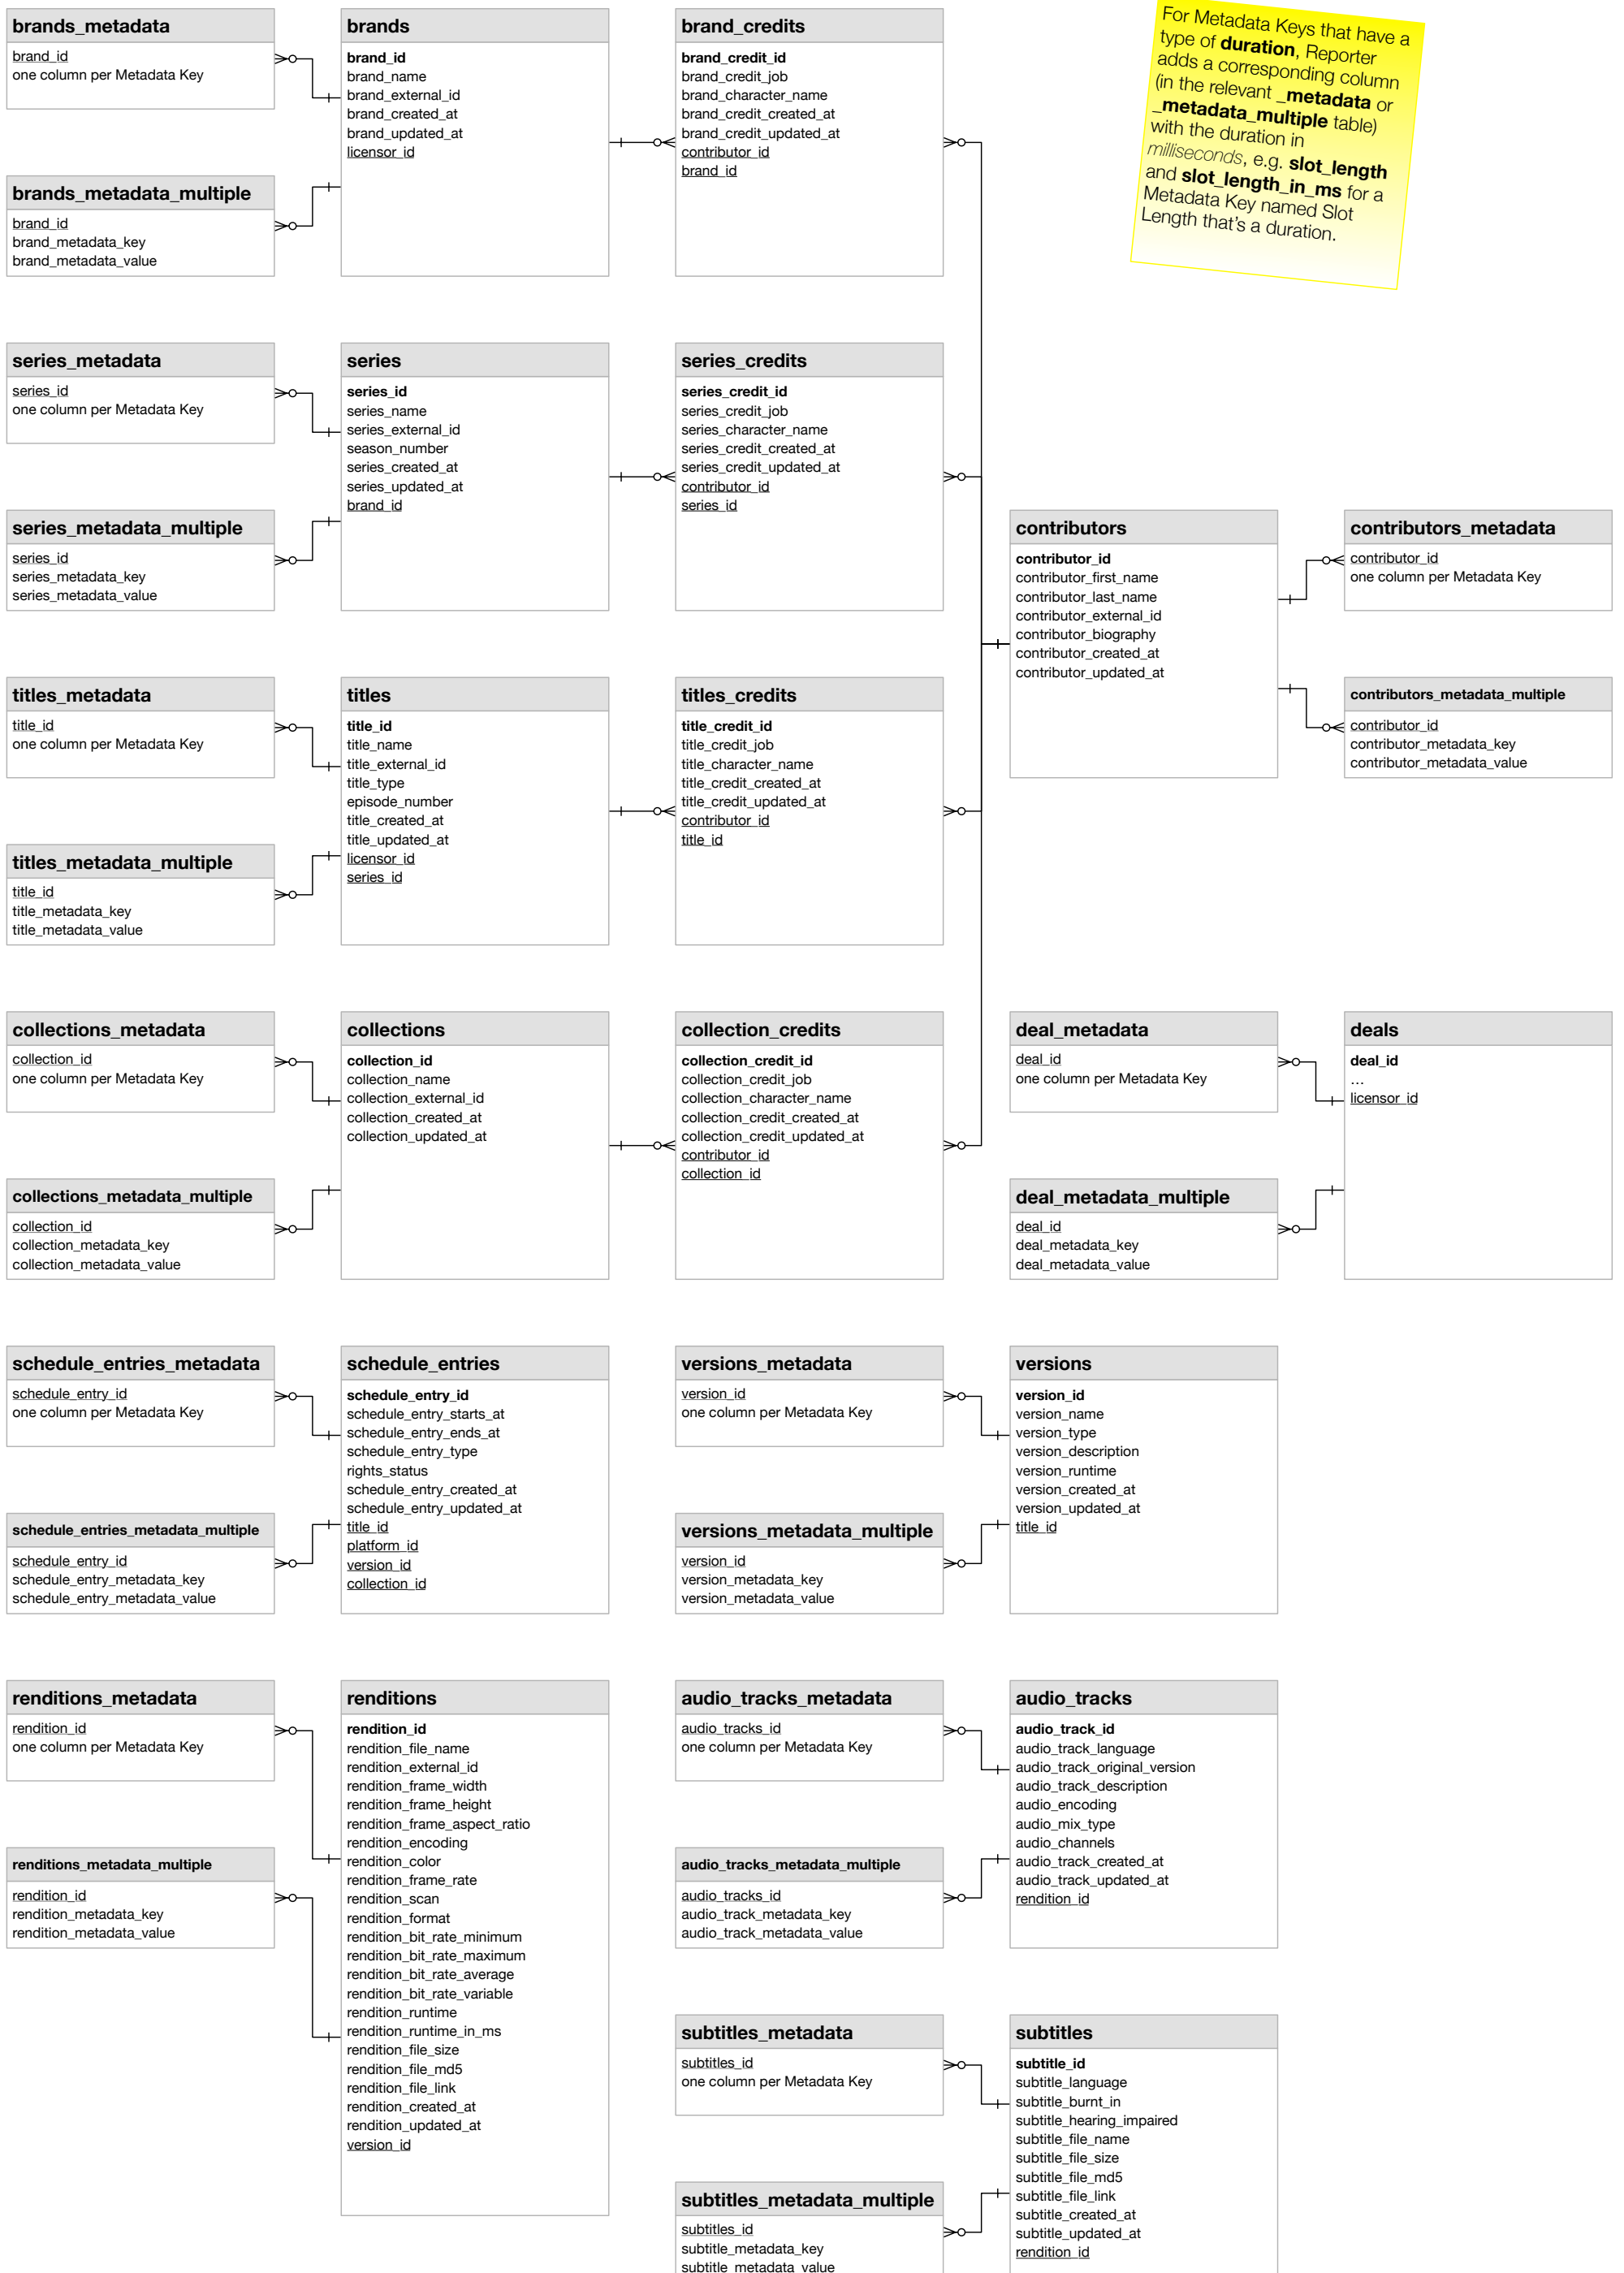 brands_metadata
brand_id
one column per Metadata Key
brands_metadata_multiple
brand_id
brand_metadata_key
brand_metadata_value
brands
brand_id
brand_name
brand_external_id
brand_created_at
brand_updated_at
licensor_id
brand_credits
brand_credit_id
brand_credit_job
brand_character_name
brand_credit_created_at
brand_credit_updated_at
contributor_id
brand_id
For Metadata Keys that have a
type of duration, Reporter
adds a corresponding column
(in the relevant _metadata or
_metadata_multiple table)
with the duration in
milliseconds, e.g. slot_length
and slot_length_in_ms for a
Metadata Key named Slot
Length that's a duration.
series_metadata
series_id
one column per Metadata Key
series_metadata_multiple
series_id
series_metadata_key
series_metadata_value
series
series_id
series_name
series_external_id
season_number
series_created_at
series_updated_at
brand_id
series_credits
series_credit_id
series_credit_job
series_character_name
series_credit_created_at
series_credit_updated_at
contributor_id
series_id
contributors
contributor_id
contributor_first_name
contributor_last_name
contributor_external_id
contributor_biography
contributor_created_at
contributor_updated_at
contributors_metadata
contributor_id
one column per Metadata Key
contributors_metadata_multiple
contributor_id
contributor_metadata_key
contributor_metadata_value
titles_metadata
title_id
one column per Metadata Key
titles_metadata_multiple
title_id
title_metadata_key
title_metadata_value
titles
title_id
title_name
title_external_id
title_type
episode_number
title_created_at
title_updated_at
licensor_id
series_id
titles_credits
title_credit_id
title_credit_job
title_character_name
title_credit_created_at
title_credit_updated_at
contributor_id
title_id
collections_metadata
collection_id
one column per Metadata Key
collections_metadata_multiple
collection_id
collection_metadata_key
collection_metadata_value
collections
collection_id
collection_name
collection_external_id
collection_created_at
collection_updated_at
collection_credits
collection_credit_id
collection_credit_job
collection_character_name
collection_credit_created_at
collection_credit_updated_at
contributor_id
collection_id
deal_metadata
deal_id
one column per Metadata Key
deal_metadata_multiple
deal_id
deal_metadata_key
deal_metadata_value
deals
deal_id
…
licensor_id
schedule_entries_metadata
schedule_entry_id
one column per Metadata Key
schedule_entries_metadata_multiple
schedule_entry_id
schedule_entry_metadata_key
schedule_entry_metadata_value
schedule_entries
schedule_entry_id
schedule_entry_starts_at
schedule_entry_ends_at
schedule_entry_type
rights_status
schedule_entry_created_at
schedule_entry_updated_at
title_id
platform_id
version_id
collection_id
versions_metadata
version_id
one column per Metadata Key
versions_metadata_multiple
version_id
version_metadata_key
version_metadata_value
versions
version_id
version_name
version_type
version_description
version_runtime
version_created_at
version_updated_at
title_id
renditions_metadata
rendition_id
one column per Metadata Key
renditions_metadata_multiple
rendition_id
rendition_metadata_key
rendition_metadata_value
renditions
rendition_id
rendition_file_name
rendition_external_id
rendition_frame_width
rendition_frame_height
rendition_frame_aspect_ratio
rendition_encoding
rendition_color
rendition_frame_rate
rendition_scan
rendition_format
rendition_bit_rate_minimum
rendition_bit_rate_maximum
rendition_bit_rate_average
rendition_bit_rate_variable
rendition_runtime
rendition_runtime_in_ms
rendition_file_size
rendition_file_md5
rendition_file_link
rendition_created_at
rendition_updated_at
version_id
audio_tracks_metadata
audio_tracks_id
one column per Metadata Key
audio_tracks_metadata_multiple
audio_tracks_id
audio_track_metadata_key
audio_track_metadata_value
audio_tracks
audio_track_id
audio_track_language
audio_track_original_version
audio_track_description
audio_encoding
audio_mix_type
audio_channels
audio_track_created_at
audio_track_updated_at
rendition_id
subtitles_metadata
subtitles_id
one column per Metadata Key
subtitles_metadata_multiple
subtitles_id
subtitle_metadata_key
subtitle_metadata_value
subtitles
subtitle_id
subtitle_language
subtitle_burnt_in
subtitle_hearing_impaired
subtitle_file_name
subtitle_file_size
subtitle_file_md5
subtitle_file_link
subtitle_created_at
subtitle_updated_at
rendition_id